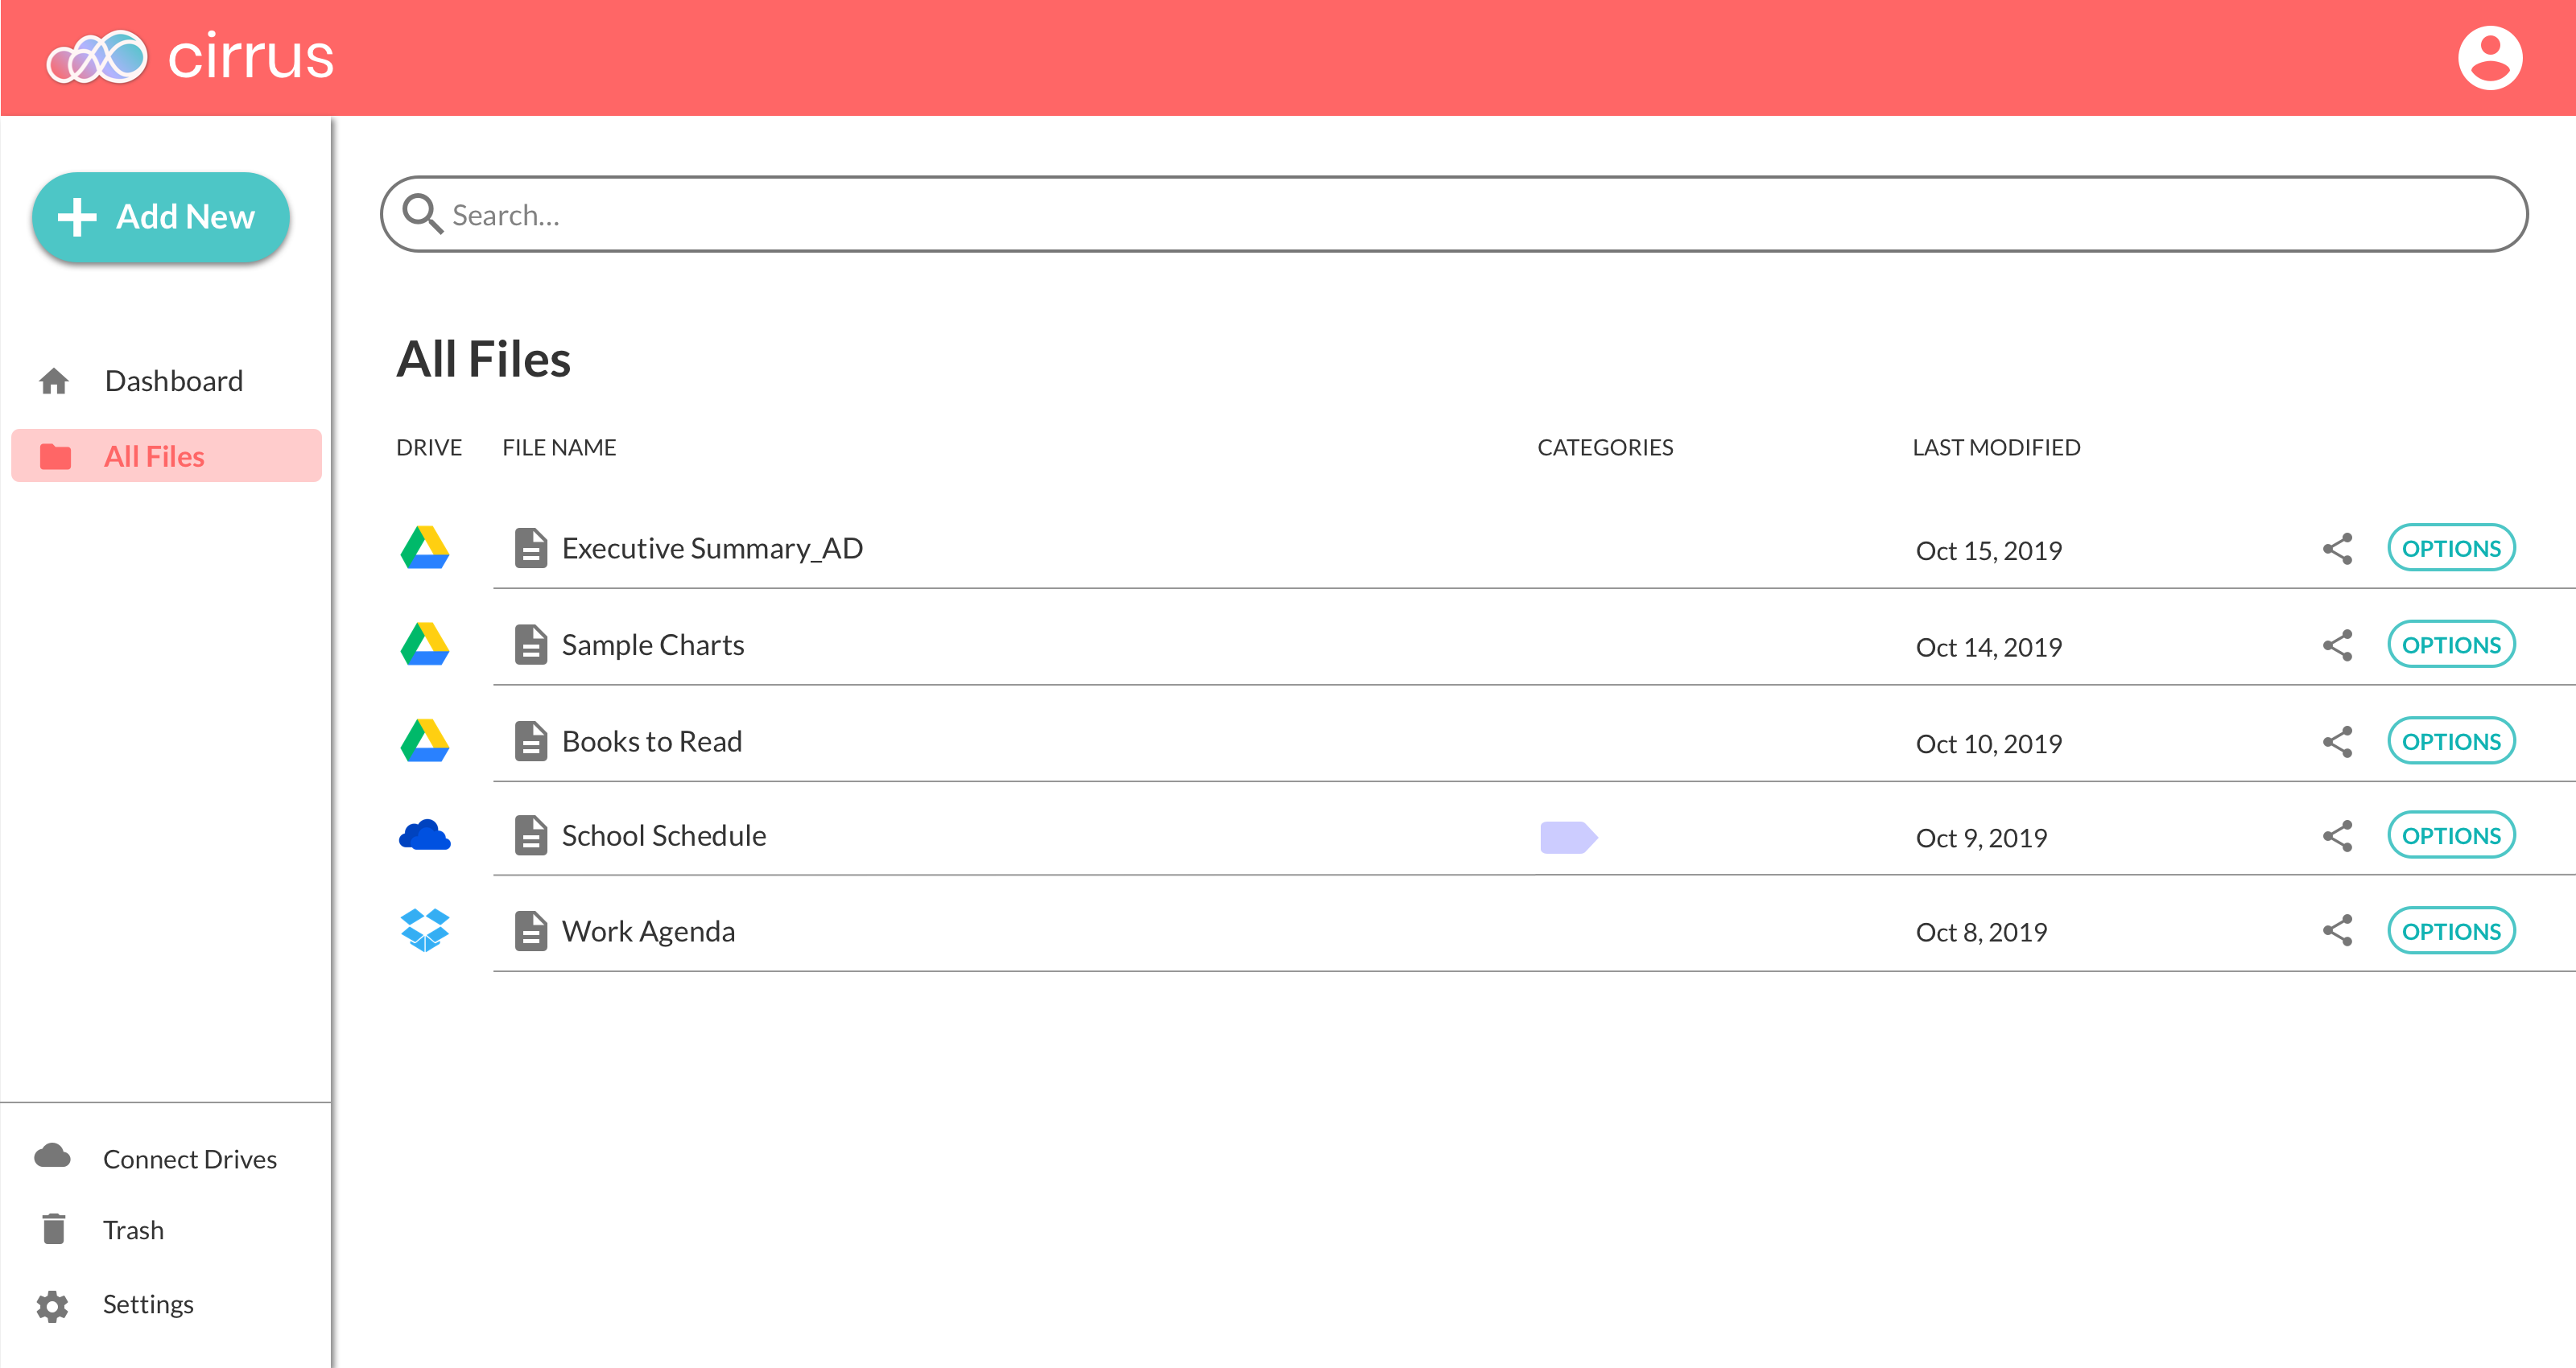 cirrus
Add New
Search...
Dashboard
All Files
All Files
DRIVE FILE NAME CATEGORIES LAST MODIFIED
Executive Summary_AD Oct 15, 2019 OPTIONS
Sample Charts Oct 14, 2019 OPTIONS
Books to Read Oct 10, 2019 OPTIONS
School Schedule Oct 9, 2019 OPTIONS
Work Agenda Oct 8, 2019 OPTIONS
Connect Drives
Trash
Settings